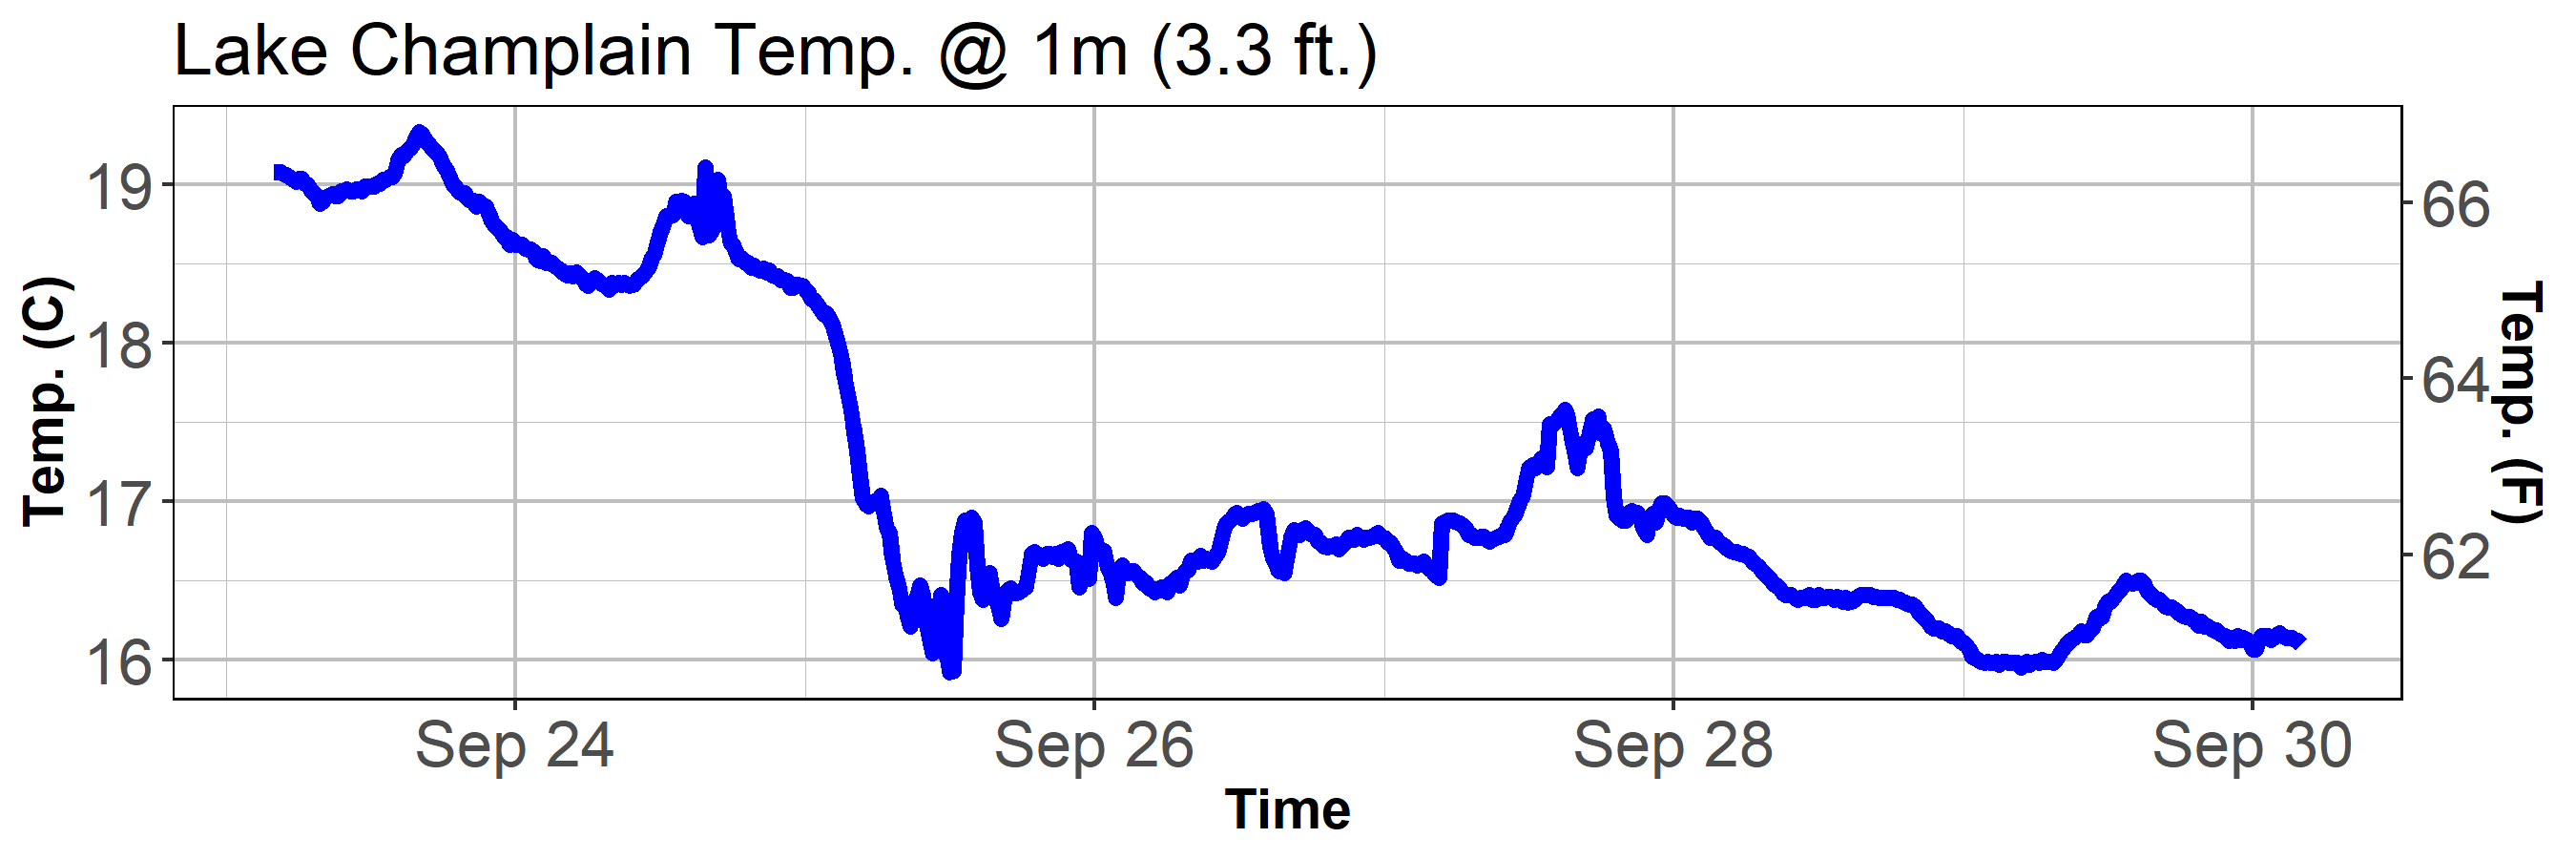 Lake Champlain Temp. @ 1m (3.3 ft.)
Temp. (C)
19
18
17
16
66
64
62
Temp. (F)
Sep 24
Sep 26
Sep 28
Sep 30
Time